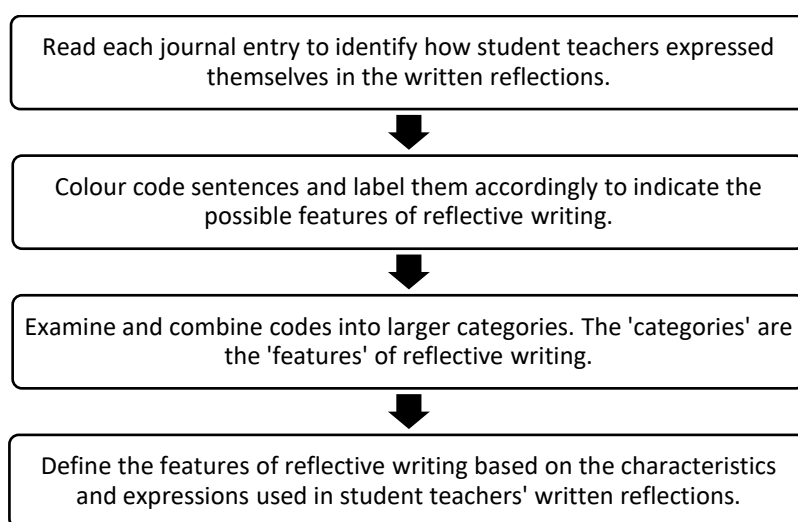 Read each journal entry to identify how student teachers expressed
themselves in the written reflections.
Colour code sentences and label them accordingly to indicate the
possible features of reflective writing.
Examine and combine codes into larger categories. The 'categories' are
the 'features' of reflective writing.
Define the features of reflective writing based on the characteristics
and expressions used in student teachers' written reflections.